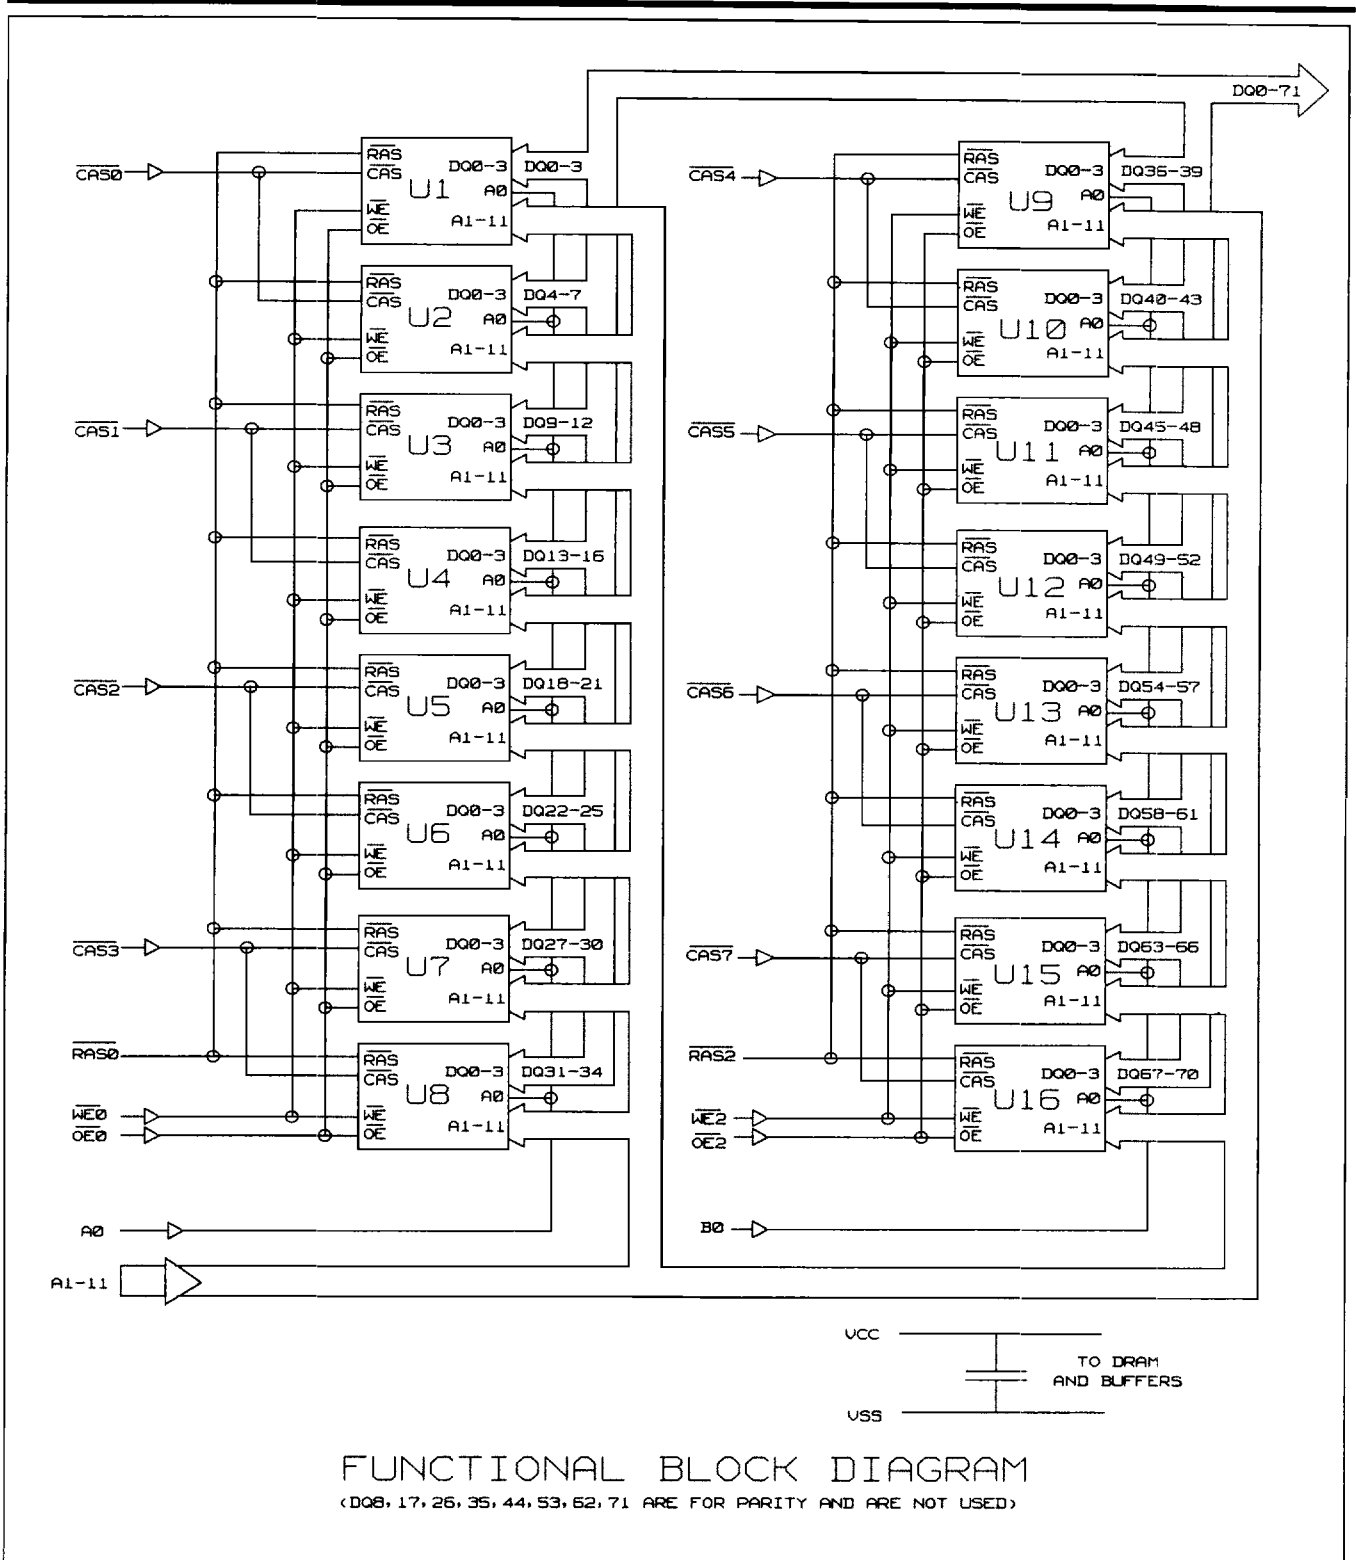 DQ0-71
CAS0
RAS
CAS
WE
OE
U1
DQ0-3
A0
A1-11
DQ0-3
RAS
CAS
WE
OE
U2
DQ0-3
A0
A1-11
DQ4-7
CAS1
RAS
CAS
WE
OE
U3
DQ0-3
A0
A1-11
DQ9-12
RAS
CAS
WE
OE
U4
DQ0-3
A0
A1-11
DQ13-16
CAS2
RAS
CAS
WE
OE
U5
DQ0-3
A0
A1-11
DQ18-21
RAS
CAS
WE
OE
U6
DQ0-3
A0
A1-11
DQ22-25
CAS3
RAS
CAS
WE
OE
U7
DQ0-3
A0
A1-11
DQ27-30
RAS0
WE0
OE0
RAS
CAS
WE
OE
U8
DQ0-3
A0
A1-11
DQ31-34
A0
A1-11
CAS4
RAS
CAS
WE
OE
U9
DQ0-3
A0
A1-11
DQ36-39
RAS
CAS
WE
OE
U10
DQ0-3
A0
A1-11
DQ40-43
CAS5
RAS
CAS
WE
OE
U11
DQ0-3
A0
A1-11
DQ45-48
RAS
CAS
WE
OE
U12
DQ0-3
A0
A1-11
DQ49-52
CAS6
RAS
CAS
WE
OE
U13
DQ0-3
A0
A1-11
DQ54-57
RAS
CAS
WE
OE
U14
DQ0-3
A0
A1-11
DQ58-61
CAS7
RAS
CAS
WE
OE
U15
DQ0-3
A0
A1-11
DQ63-66
RAS2
WE2
OE2
RAS
CAS
WE
OE
U16
DQ0-3
A0
A1-11
DQ67-70
B0
VCC
TO DRAM
AND BUFFERS
VSS
FUNCTIONAL BLOCK DIAGRAM
(DQ8,17,26,35,44,53,62,71 ARE FOR PARITY AND ARE NOT USED)